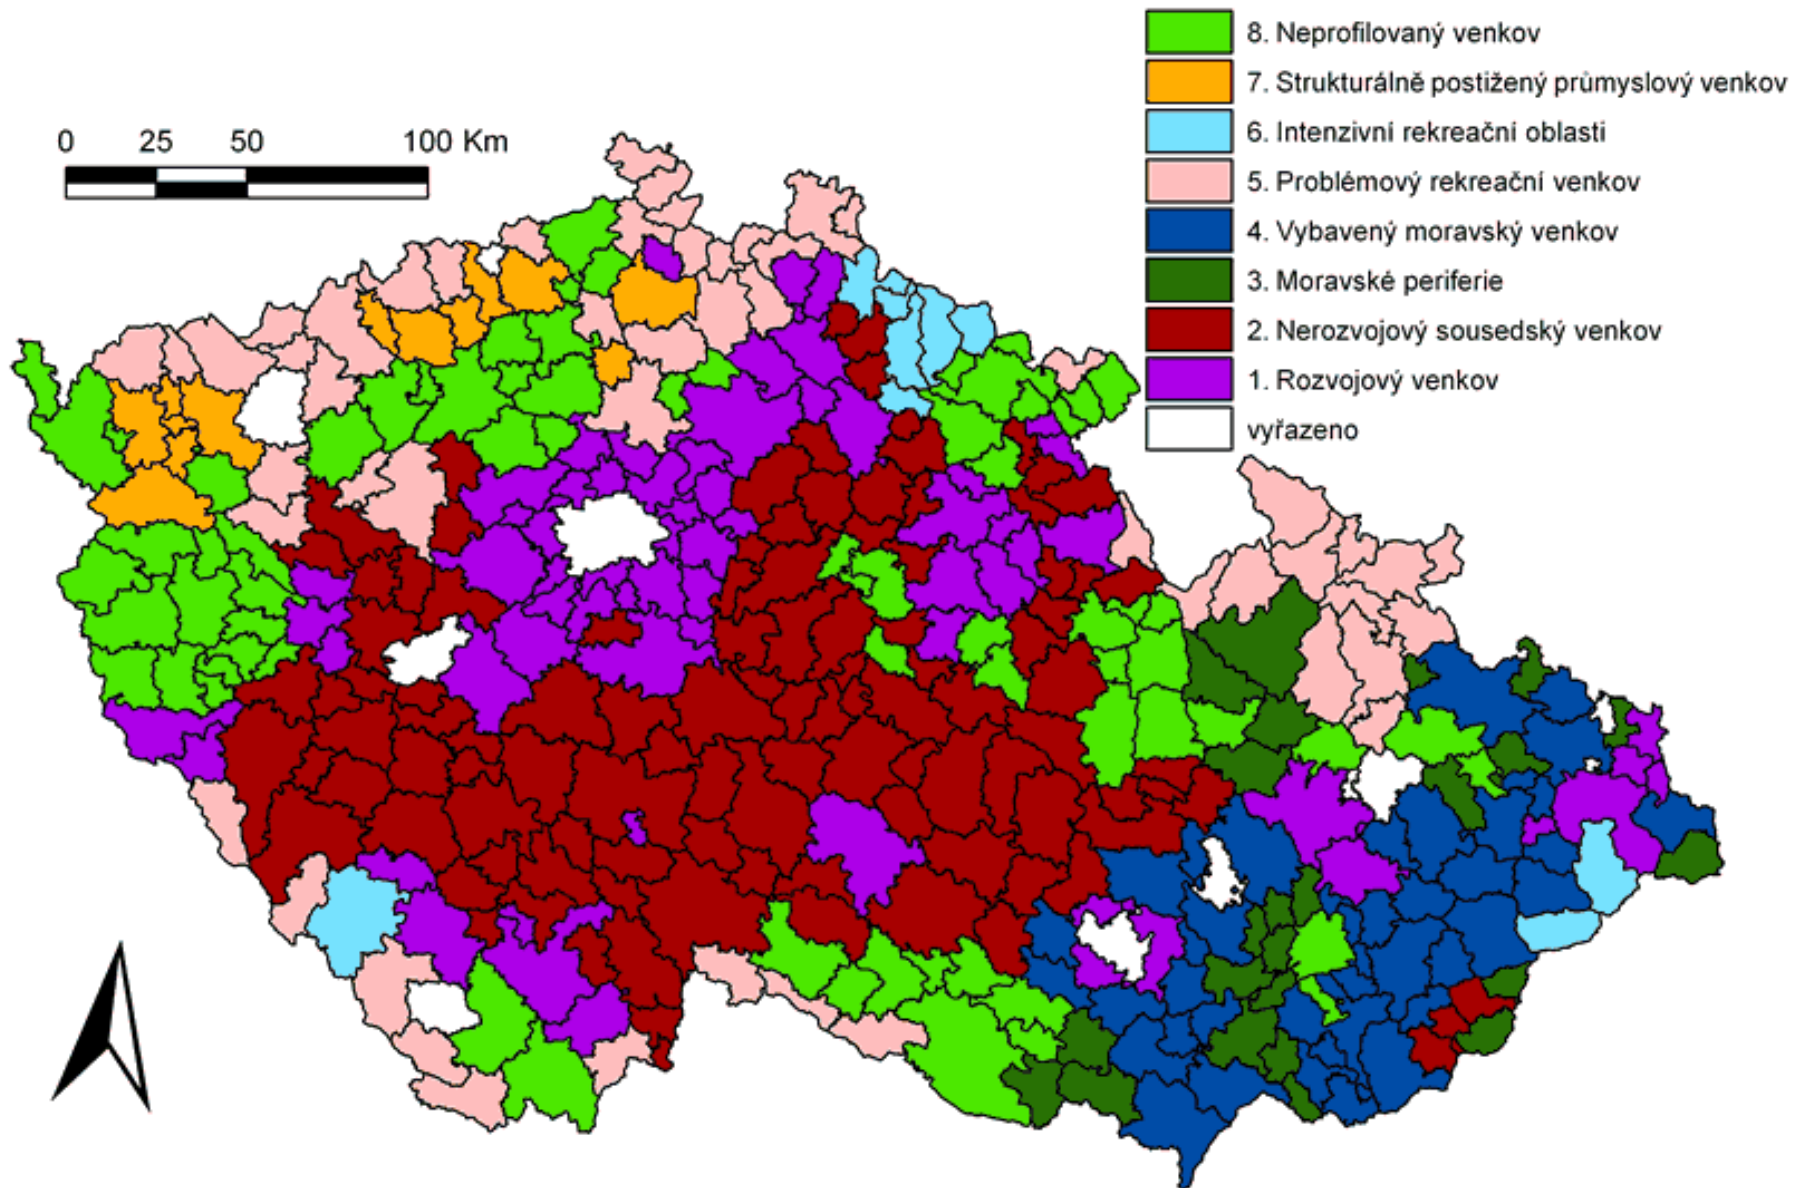 8. Neprofilovaný venkov
7. Strukturálně postižený průmyslový venkov
6. Intenzivní rekreační oblasti
5. Problémový rekreační venkov
4. Vybavený moravský venkov
3. Moravské periferie
2. Nerozvojový sousedský venkov
1. Rozvojový venkov
vyřazeno
0 25 50 100 Km